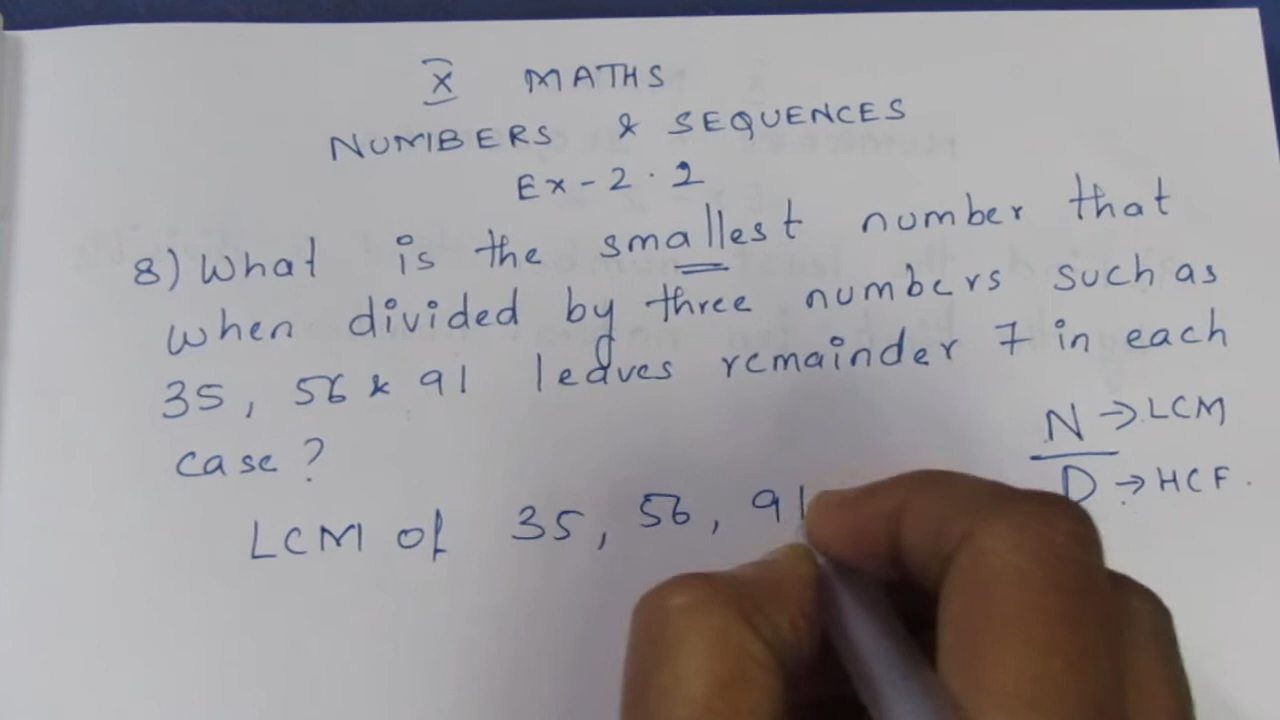 X MATHS
NUMBERS & SEQUENCES
Ex-2.2
8) What is the smallest number that
when divided by three numbers such as
35, 56 & 91 leaves remainder 7 in each
case?
N → LCM
D → HCF.
LCM of 35, 56, 91